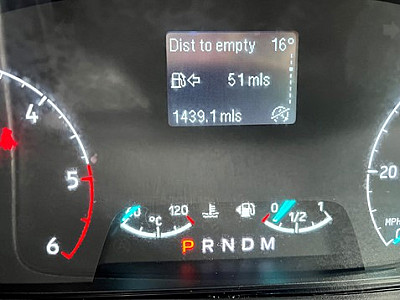 Dist to empty 16°
51 mls
1439.1 mls
4
5
6
20
MPH
60 °C 120
0 1/2 1
P R N D M